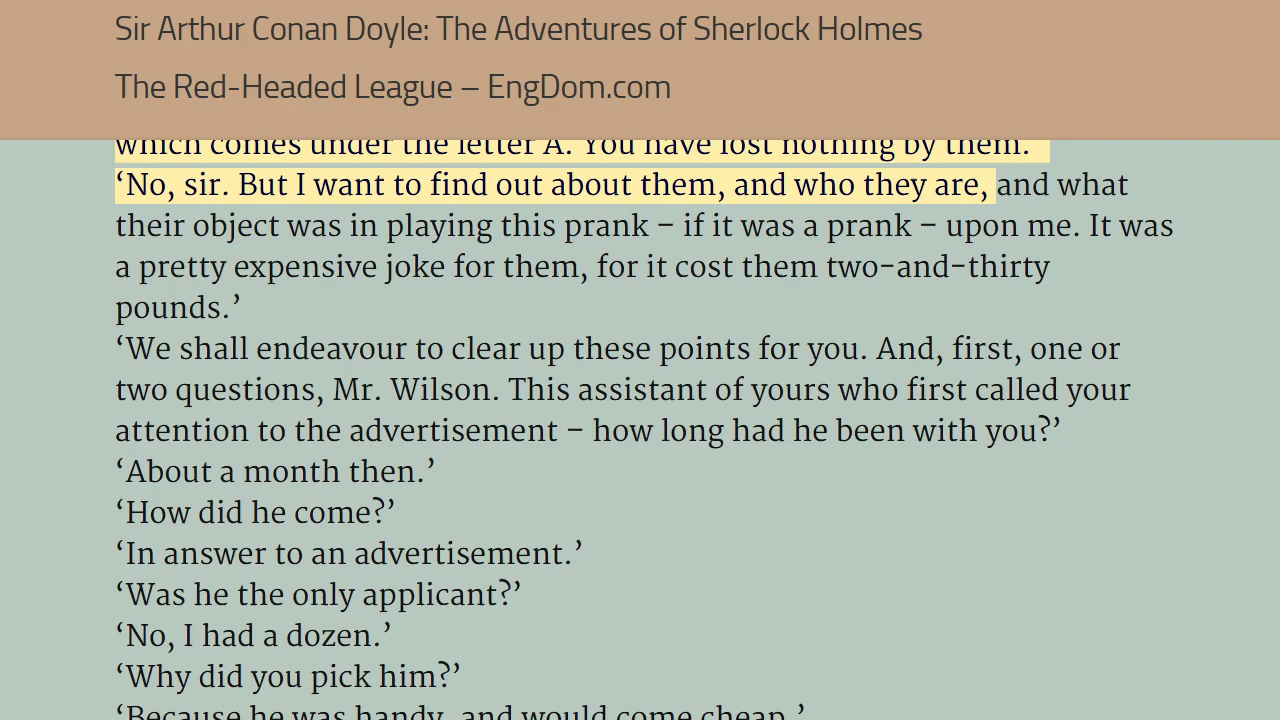 Sir Arthur Conan Doyle: The Adventures of Sherlock Holmes
The Red-Headed League – EngDom.com
which comes under the letter A. You have lost nothing by them.’
‘No, sir. But I want to find out about them, and who they are, and what
their object was in playing this prank – if it was a prank – upon me. It was
a pretty expensive joke for them, for it cost them two-and-thirty
pounds.’
‘We shall endeavour to clear up these points for you. And, first, one or
two questions, Mr. Wilson. This assistant of yours who first called your
attention to the advertisement – how long had he been with you?’
‘About a month then.’
‘How did he come?’
‘In answer to an advertisement.’
‘Was he the only applicant?’
‘No, I had a dozen.’
‘Why did you pick him?’
‘Because he was handy, and would come cheap.’